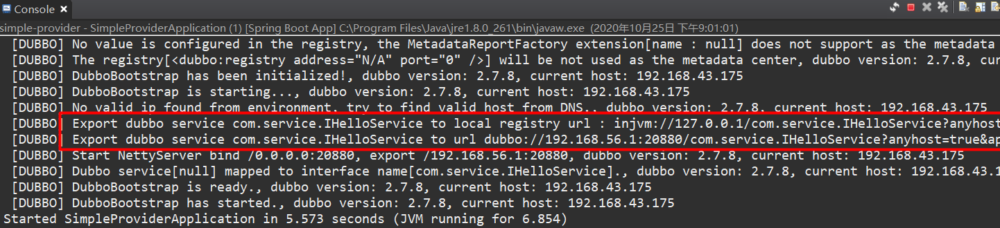 Console
simple-provider - SimpleProviderApplication (1) [Spring Boot App] C:\Program Files\Java\jre1.8.0_261\bin\javaw.exe (2020年10月25日 下午9:01:01)
[DUBBO] No value is configured in the registry, the MetadataReportFactory extension[name : null] does not support as the metadata
[DUBBO] The registry[<dubbo:registry address="N/A" port="0" />] will be not used as the metadata center, dubbo version: 2.7.8, cur
[DUBBO] DubboBootstrap has been initialized!, dubbo version: 2.7.8, current host: 192.168.43.175
[DUBBO] DubboBootstrap is starting..., dubbo version: 2.7.8, current host: 192.168.43.175
[DUBBO] No valid ip found from environment, try to find valid host from DNS., dubbo version: 2.7.8, current host: 192.168.43.175
[DUBBO] Export dubbo service com.service.IHelloService to local registry url : injvm://127.0.0.1/com.service.IHelloService?anyhost
[DUBBO] Export dubbo service com.service.IHelloService to url dubbo://192.168.56.1:20880/com.service.IHelloService?anyhost=true&ap
[DUBBO] Start NettyServer bind /0.0.0.0:20880, export /192.168.56.1:20880, dubbo version: 2.7.8, current host: 192.168.43.175
[DUBBO] Dubbo service[null] mapped to interface name[com.service.IHelloService]., dubbo version: 2.7.8, current host: 192.168.43.1
[DUBBO] DubboBootstrap is ready., dubbo version: 2.7.8, current host: 192.168.43.175
[DUBBO] DubboBootstrap has started., dubbo version: 2.7.8, current host: 192.168.43.175
Started SimpleProviderApplication in 5.573 seconds (JVM running for 6.854)